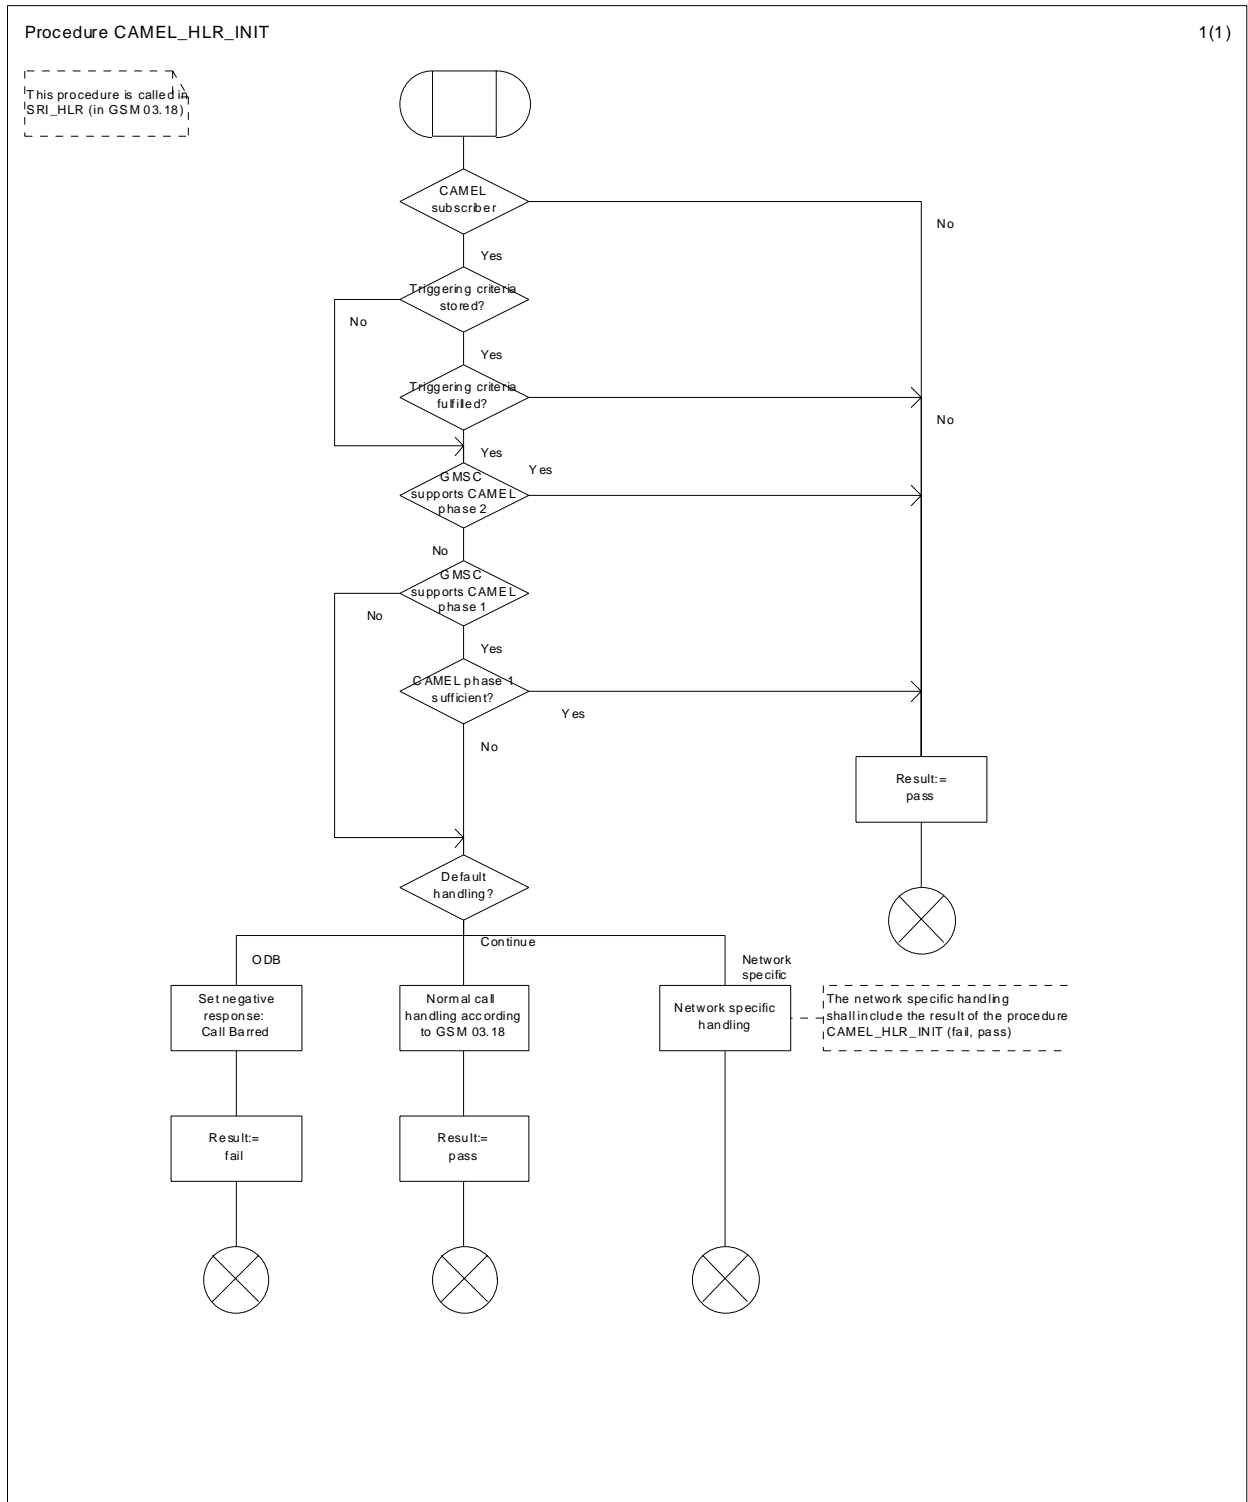 Procedure CAMEL_HLR_INIT
1(1)
This procedure is called in
SRI_HLR (in GSM 03.18)
CAMEL
subscriber
No
Yes
Triggering criteria
stored?
No
Yes
Triggering criteria
fulfilled?
No
Yes
GMSC
supports CAMEL
phase 2
Yes
No
GMSC
supports CAMEL
phase 1
No
Yes
CAMEL phase 1
sufficient?
Yes
No
Result:=
pass
Default
handling?
Continue
ODB
Network
specific
Set negative
response:
Call Barred
Normal call
handling according
to GSM 03.18
Network specific
handling
The network specific handling
shall include the result of the procedure
CAMEL_HLR_INIT (fail, pass)
Result:=
fail
Result:=
pass